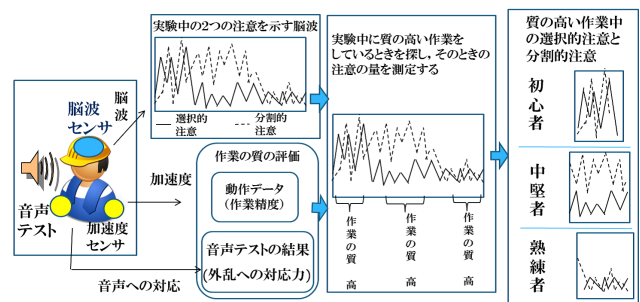 脳波
センサ
脳波
音声
テスト
加速度
センサ
加速度
音声への対応
実験中の2つの注意を示す脳波
選択的
注意
分割的
注意
作業の質の評価
動作データ
(作業精度)
音声テストの結果
(外乱への対応力)
実験中に質の高い作業を
しているときを探し，そのときの
注意の量を測定する
作業の質 高
作業の質 高
作業の質 高
質の高い作業中
の選択的注意と
分割的注意
初心者
中堅者
熟練者